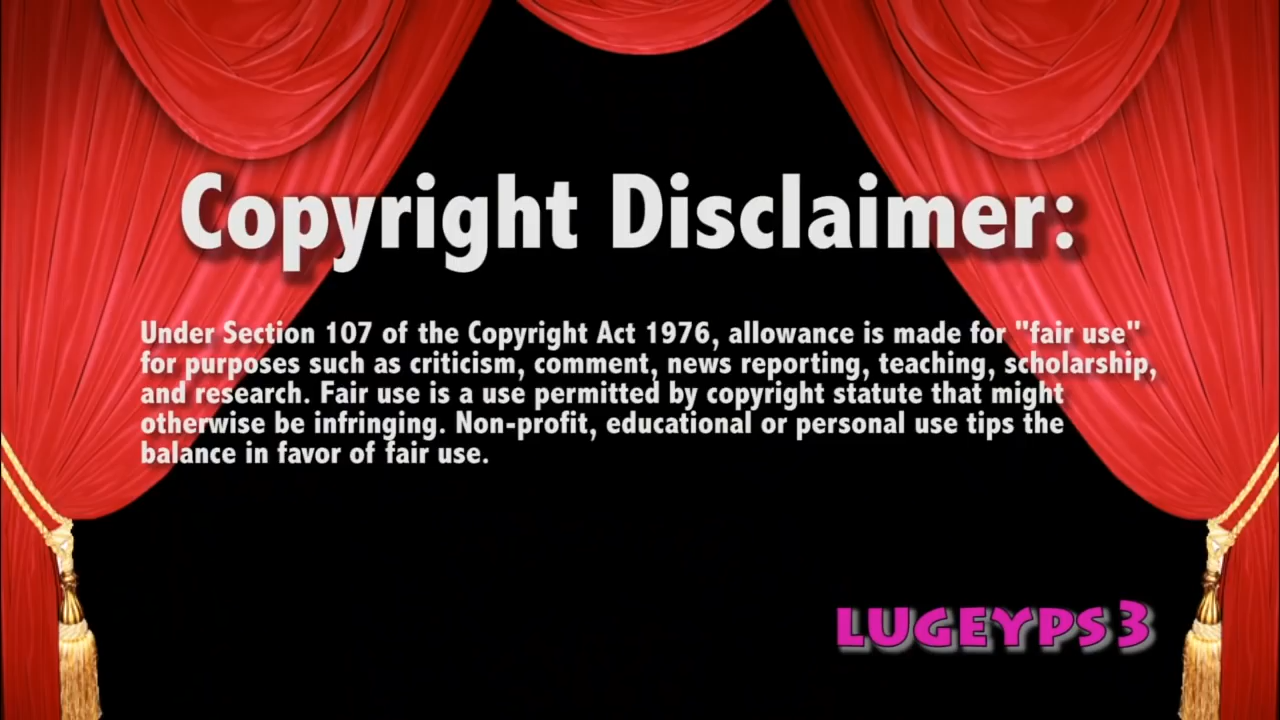 Copyright Disclaimer:
Under Section 107 of the Copyright Act 1976, allowance is made for "fair use"
for purposes such as criticism, comment, news reporting, teaching, scholarship,
and research. Fair use is a use permitted by copyright statute that might
otherwise be infringing. Non-profit, educational or personal use tips the
balance in favor of fair use.
LUGEYPS 3